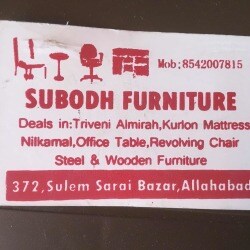 Mob:8542007815
SUBODH FURNITURE
Deals in:Triveni Almirah,Kurlon Mattress
Nilkamal,Office Table,Revolving Chair
Steel & Wooden Furniture
372,Sulem Sarai Bazar,Allahabad